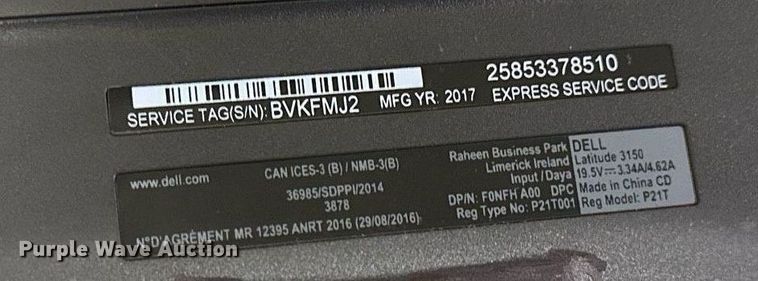 SERVICE TAG(S/N): BVKFMJ2 MFG YR: 2017
25853378510
EXPRESS SERVICE CODE
www.dell.com
CAN ICES-3 (B) / NMB-3(B)
36985/SDPPI/2014
3878
N°D'AGRÉMENT MR 12395 ANRT 2016 (29/08/2016)
Raheen Business Park
Limerick Ireland
Input / Daya
DP/N: F0NFH A00 DPC
Reg Type No: P21T001
DELL
Latitude 3150
19.5V⎓3.34A/4.62A
Made in China CD
Reg Model: P21T
Purple Wave Auction